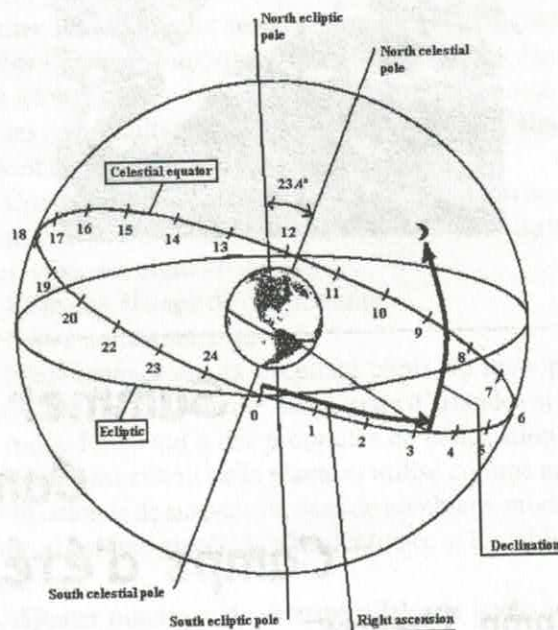 North ecliptic
pole
North celestial
pole
Celestial equator
23.4°
18
17
16
15
14
13
12
11
10
9
8
7
6
19
20
22
23
24
0
1
2
3
4
5
Ecliptic
Declination
South celestial pole
South ecliptic pole
Right ascension
Camps d'été